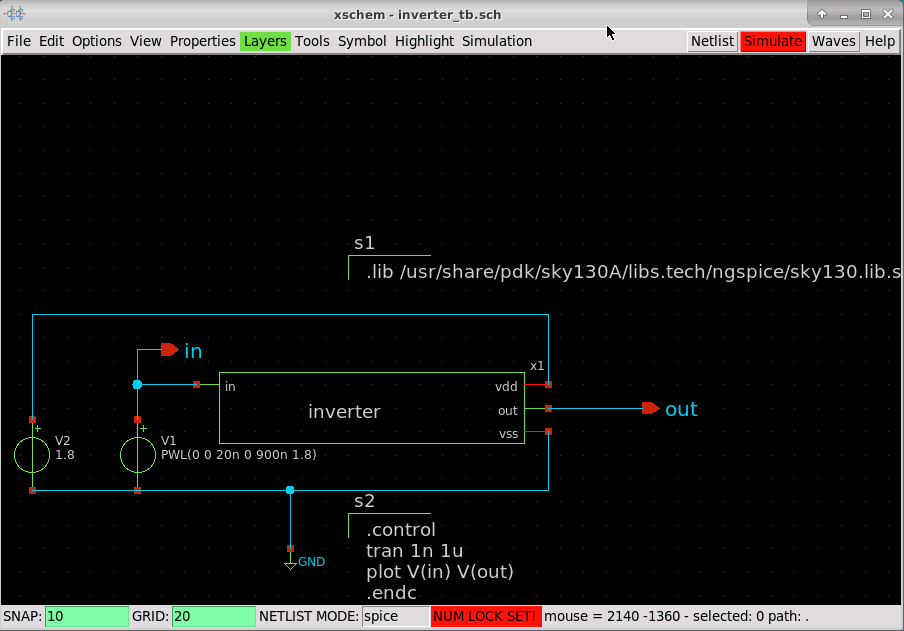 xschem - inverter_tb.sch
File Edit Options View Properties Layers Tools Symbol Highlight Simulation Netlist Simulate Waves Help
s1
.lib /usr/share/pdk/sky130A/libs.tech/ngspice/sky130.lib.s
in
x1
in
vdd
inverter
out
out
vss
V2
1.8
V1
PWL(0 0 20n 0 900n 1.8)
s2
.control
tran 1n 1u
plot V(in) V(out)
.endc
GND
SNAP: 10 GRID: 20 NETLIST MODE: spice NUM LOCK SET! mouse = 2140 -1360 - selected: 0 path: .